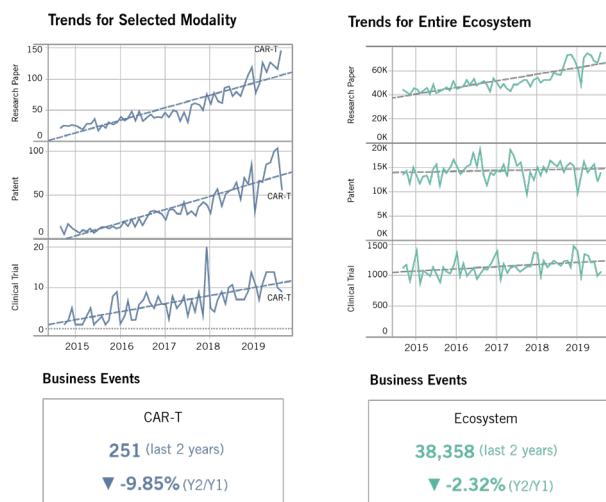 Trends for Selected Modality
150
100
50
0
Research Paper
CAR-T
100
50
0
Patent
CAR-T
20
10
0
Clinical Trial
CAR-T
2015 2016 2017 2018 2019
Business Events
CAR-T
251 (last 2 years)
▼ -9.85% (Y2/Y1)
Trends for Entire Ecosystem
60K
40K
20K
0K
Research Paper
20K
15K
10K
5K
0K
Patent
1500
1000
500
0
Clinical Trial
2015 2016 2017 2018 2019
Business Events
Ecosystem
38,358 (last 2 years)
▼ -2.32% (Y2/Y1)